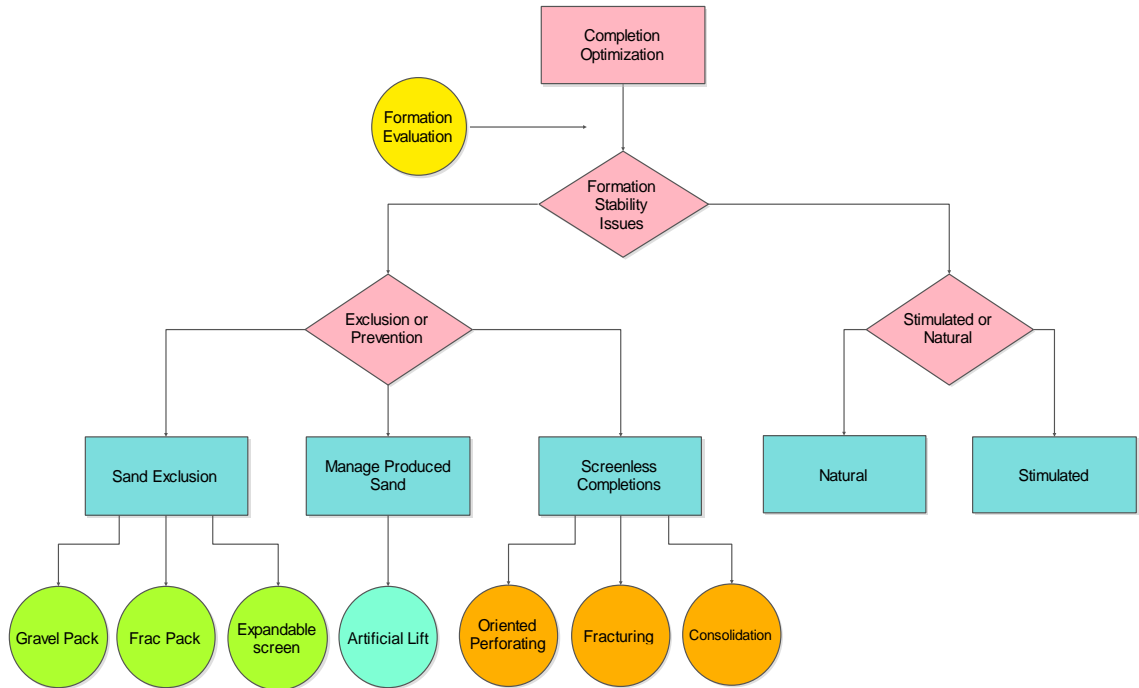 Completion
Optimization
Formation
Evaluation
Formation
Stability
Issues
Exclusion or
Prevention
Stimulated or
Natural
Sand Exclusion
Manage Produced
Sand
Screenless
Completions
Natural
Stimulated
Gravel Pack
Frac Pack
Expandable
screen
Artificial Lift
Oriented
Perforating
Fracturing
Consolidation